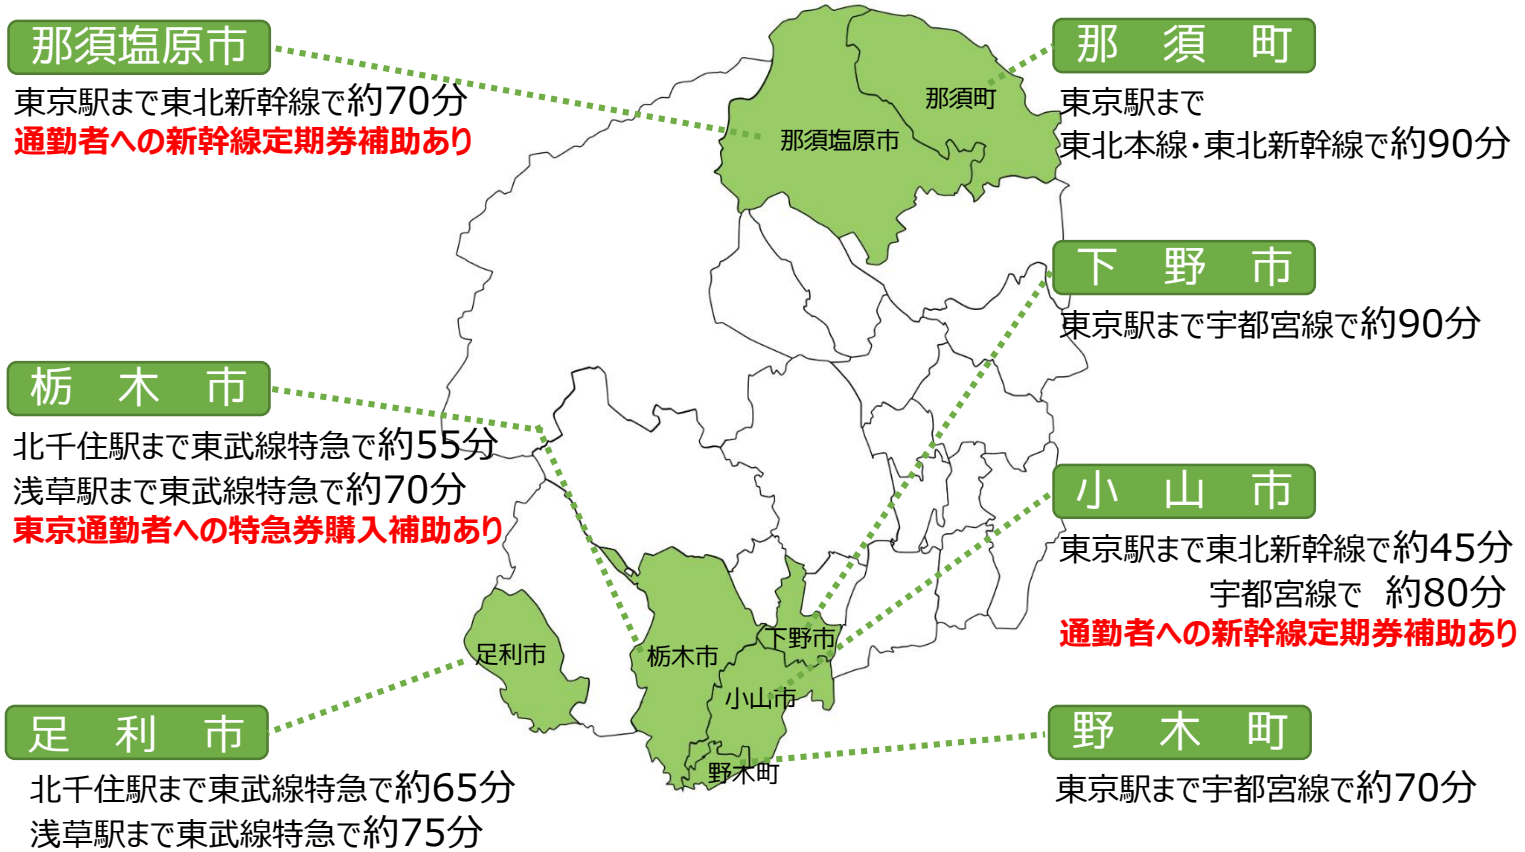 那須塩原市
東京駅まで東北新幹線で約70分
通勤者への新幹線定期券補助あり
那須町
東京駅まで
東北本線・東北新幹線で約90分
那須町
那須塩原市
下野市
東京駅まで宇都宮線で約90分
栃木市
北千住駅まで東武線特急で約55分
浅草駅まで東武線特急で約70分
東京通勤者への特急券購入補助あり
小山市
東京駅まで東北新幹線で約45分
宇都宮線で 約80分
通勤者への新幹線定期券補助あり
足利市
栃木市
下野市
小山市
野木町
足利市
北千住駅まで東武線特急で約65分
浅草駅まで東武線特急で約75分
野木町
東京駅まで宇都宮線で約70分